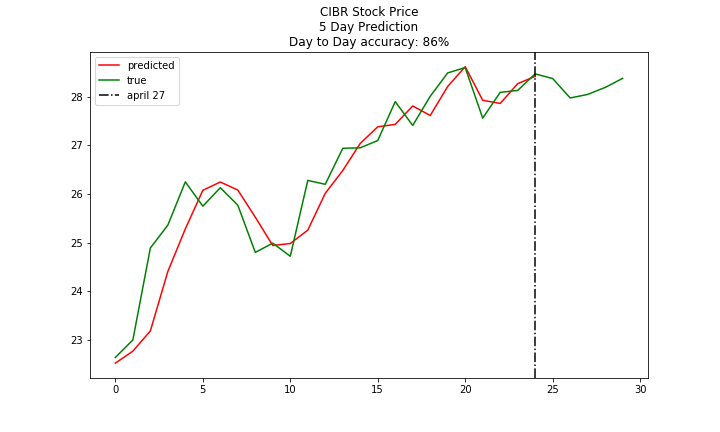 CIBR Stock Price
5 Day Prediction
Day to Day accuracy: 86%
predicted
true
april 27
28
27
26
25
24
23
0 5 10 15 20 25 30